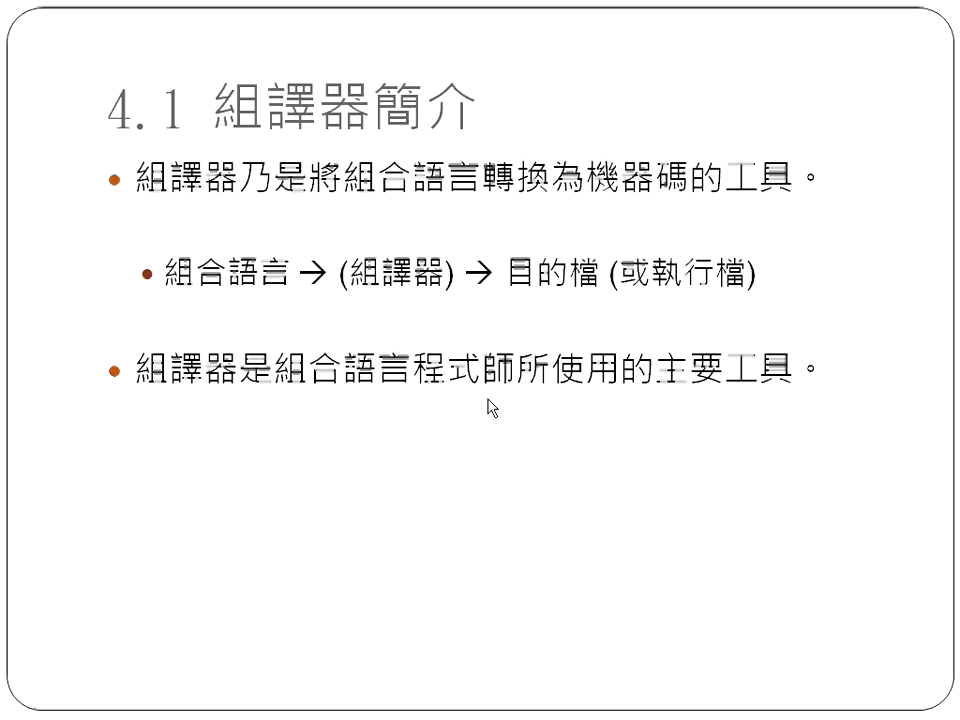 4.1 組譯器簡介
• 組譯器乃是將組合語言轉換為機器碼的工具。
• 組合語言 → (組譯器) → 目的檔 (或執行檔)
• 組譯器是組合語言程式師所使用的主要工具。